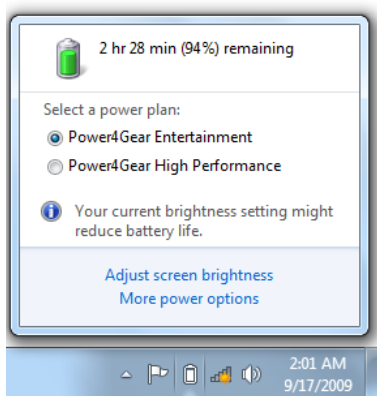 2 hr 28 min (94%) remaining
Select a power plan:
Power4Gear Entertainment
Power4Gear High Performance
Your current brightness setting might
reduce battery life.
Adjust screen brightness
More power options
2:01 AM
9/17/2009